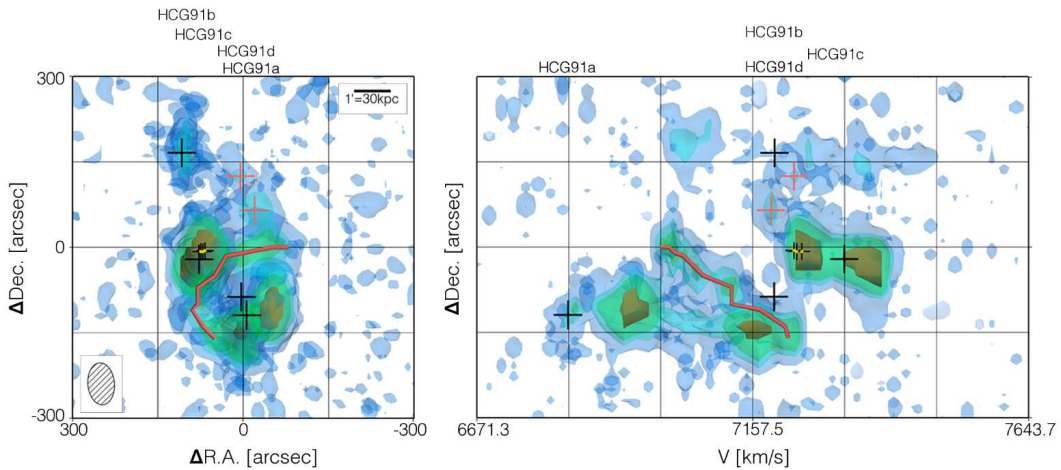 HCG91b
HCG91c
HCG91d
HCG91a
300
1'=30kpc
0
-300
300
0
-300
ΔDec. [arcsec]
ΔR.A. [arcsec]
HCG91b
HCG91c
HCG91a
HCG91d
ΔDec. [arcsec]
6671.3
7157.5
7643.7
V [km/s]